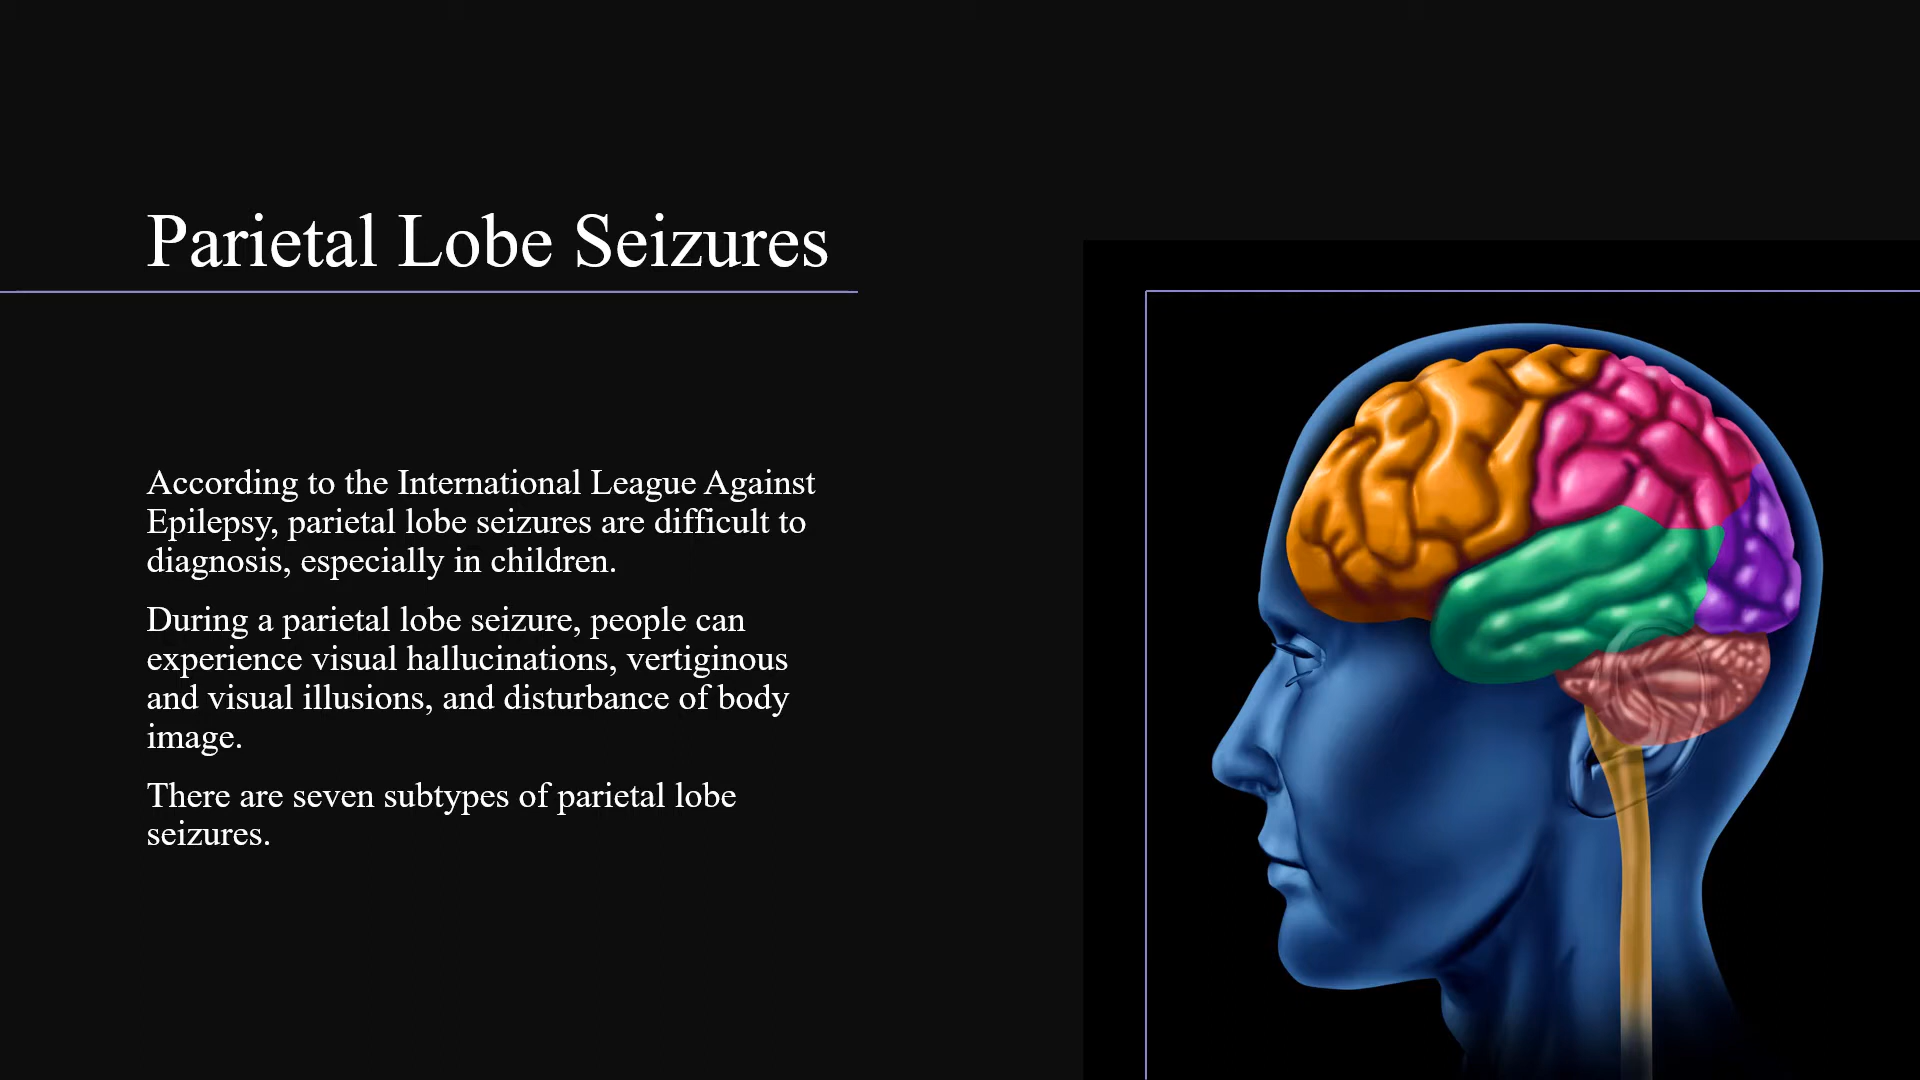 Parietal Lobe Seizures
According to the International League Against
Epilepsy, parietal lobe seizures are difficult to
diagnosis, especially in children.
During a parietal lobe seizure, people can
experience visual hallucinations, vertiginous
and visual illusions, and disturbance of body
image.
There are seven subtypes of parietal lobe
seizures.